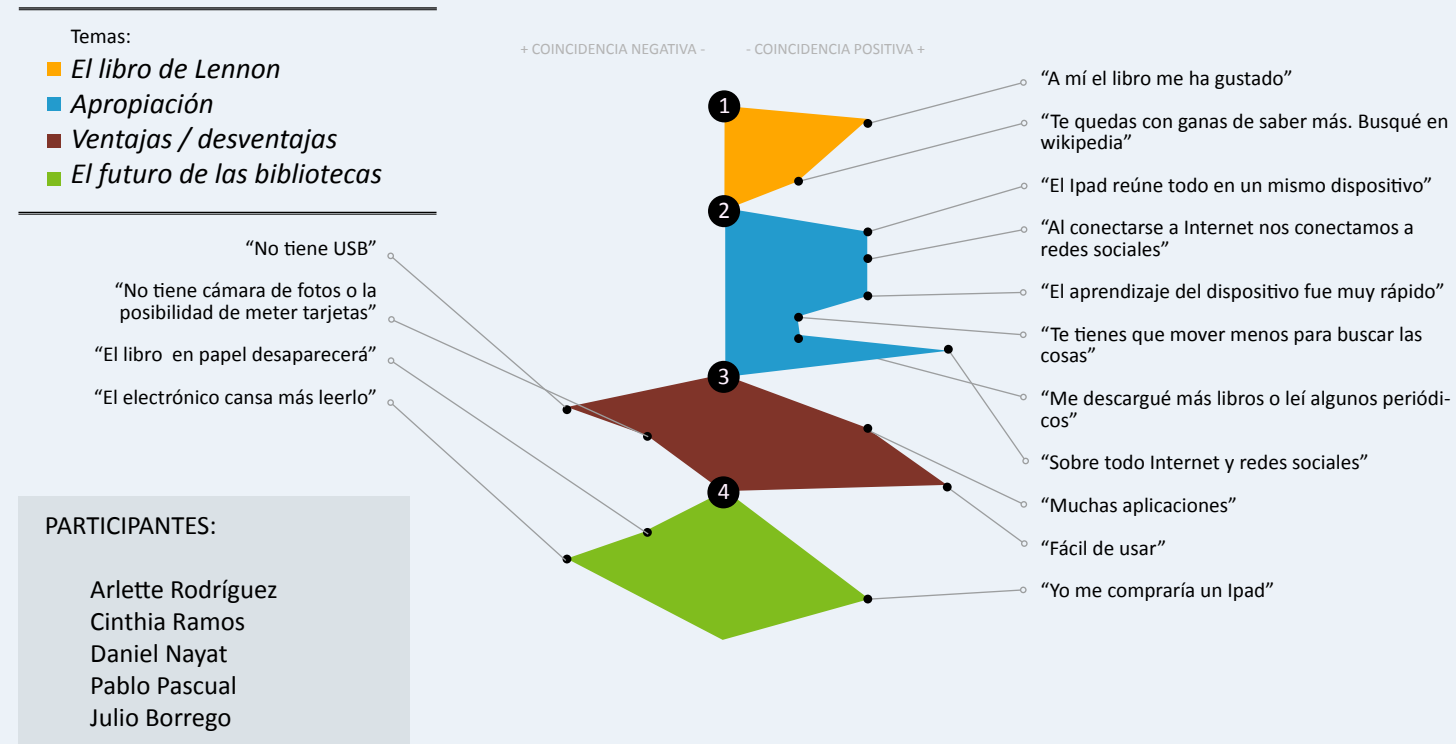 Temas:
El libro de Lennon
Apropiación
Ventajas / desventajas
El futuro de las bibliotecas
+ COINCIDENCIA NEGATIVA -
- COINCIDENCIA POSITIVA +
1
2
3
4
“No tiene USB”
“No tiene cámara de fotos o la
posibilidad de meter tarjetas”
“El libro en papel desaparecerá”
“El electrónico cansa más leerlo”
“A mí el libro me ha gustado”
“Te quedas con ganas de saber más. Busqué en
wikipedia”
“El Ipad reúne todo en un mismo dispositivo”
“Al conectarse a Internet nos conectamos a
redes sociales”
“El aprendizaje del dispositivo fue muy rápido”
“Te tienes que mover menos para buscar las
cosas”
“Me descargué más libros o leí algunos periódi-
cos”
“Sobre todo Internet y redes sociales”
“Muchas aplicaciones”
“Fácil de usar”
“Yo me compraría un Ipad”
PARTICIPANTES:
Arlette Rodríguez
Cinthia Ramos
Daniel Nayat
Pablo Pascual
Julio Borrego